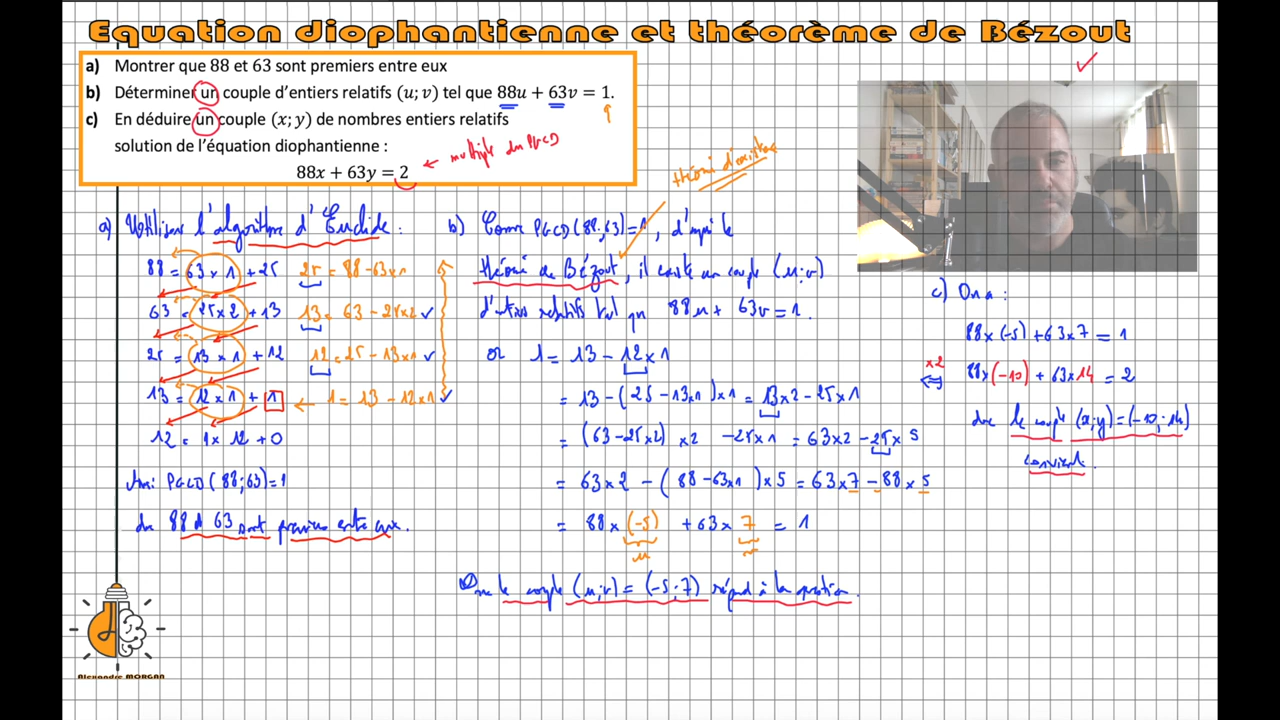 Equation diophantienne et théorème de Bézout
a) Montrer que 88 et 63 sont premiers entre eux
b) Déterminer un couple d'entiers relatifs (u; v) tel que 88u + 63v = 1.
c) En déduire un couple (x; y) de nombres entiers relatifs
solution de l'équation diophantienne :
88x + 63y = 2
← multiple du PGCD
a) Utilisons l'algorithme d'Euclide :
88 = 63 × 1 + 25 25 = 88 - 63×1
63 = 25×2 + 13 13 = 63 - 25×2 ✓
25 = 13 × 1 + 12 12 = 25 - 13×1 ✓
13 = 12 × 1 + 1 ← 1 = 13 - 12×1 ✓
12 = 1 × 12 + 0
Ainsi PGCD (88; 63) = 1
88 et 63 sont premiers entre eux.
b) Comme PGCD (88; 63) = 1, d'après le
théorème de Bézout, il existe un couple (u; v)
d'entiers relatifs tel que 88u + 63v = 1.
or 1 = 13 - 12×1
= 13 - (25 - 13×1) × 1 = 13×2 - 25×1
= (63 - 25×2) × 2 - 25×1 = 63×2 - 25×5
= 63×2 - (88 - 63×1) × 5 = 63×7 - 88×5
= 88 × (-5) + 63 × 7 = 1
u v
Donc le couple (u; v) = (-5; 7) répond à la question.
c) On a :
88×(-5) + 63×7 = 1
×2
⇔ 88×(-10) + 63×14 = 2
donc le couple (x; y) = (-10; 14)
convient.
Alexandre MORGAN